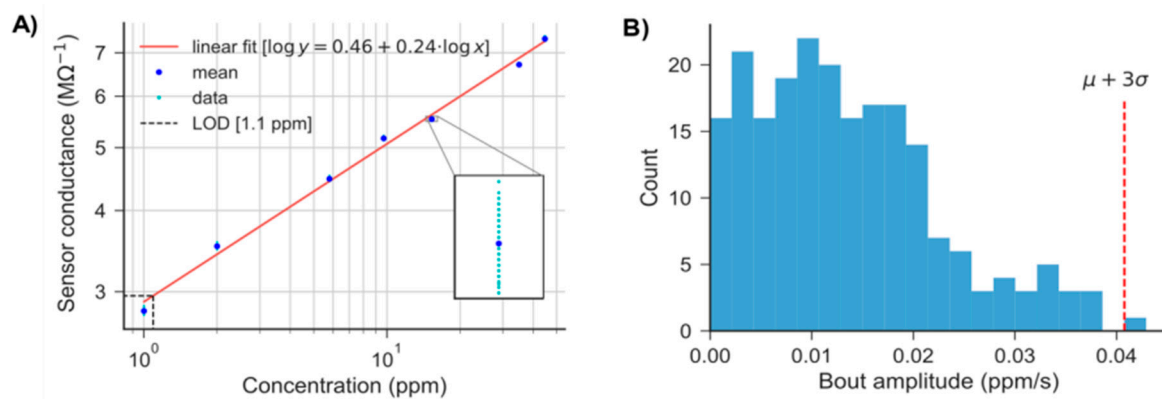 A)
7
6
5
4
3
Sensor conductance (MΩ⁻¹)
linear fit [log y = 0.46 + 0.24·log x]
mean
data
LOD [1.1 ppm]
10⁰
10¹
Concentration (ppm)
B)
20
15
10
5
0
Count
μ + 3σ
0.00
0.01
0.02
0.03
0.04
Bout amplitude (ppm/s)